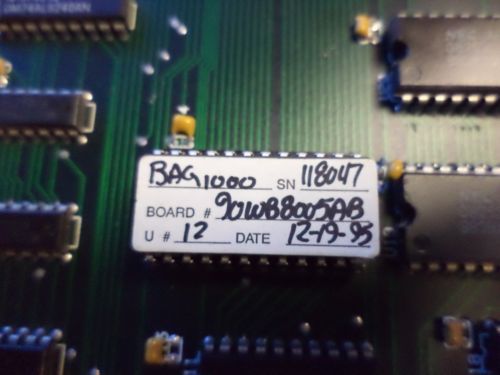 BAG 1000 SN 118047
BOARD # 90WB8005AB
U # 12 DATE 12-19-95